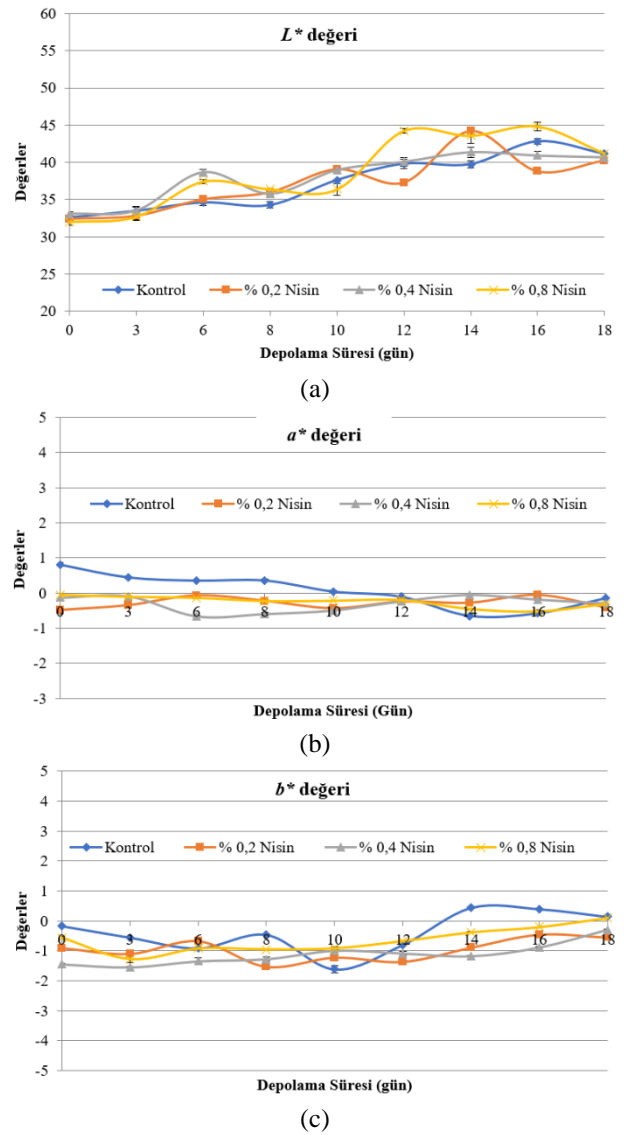 L* değeri
60
55
50
45
40
35
30
25
20
Değerler
Kontrol % 0,2 Nisin % 0,4 Nisin % 0,8 Nisin
0 3 6 8 10 12 14 16 18
Depolama Süresi (gün)
(a)
a* değeri
5
4
3
2
1
0
-1
-2
-3
Değerler
Kontrol % 0,2 Nisin % 0,4 Nisin % 0,8 Nisin
0 3 6 8 10 12 14 16 18
Depolama Süresi (Gün)
(b)
b* değeri
5
4
3
2
1
0
-1
-2
-3
-4
-5
Değerler
Kontrol % 0,2 Nisin % 0,4 Nisin % 0,8 Nisin
0 3 6 8 10 12 14 16 18
Depolama Süresi (gün)
(c)